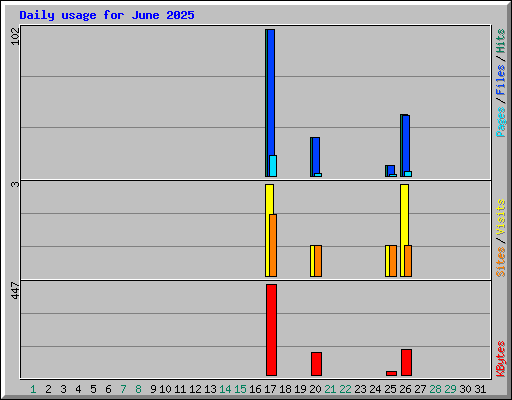 Daily usage for June 2025
102
Pages/Files/Hits
3
Sites/Visits
447
KBytes
1 2 3 4 5 6 7 8 9 10 11 12 13 14 15 16 17 18 19 20 21 22 23 24 25 26 27 28 29 30 31